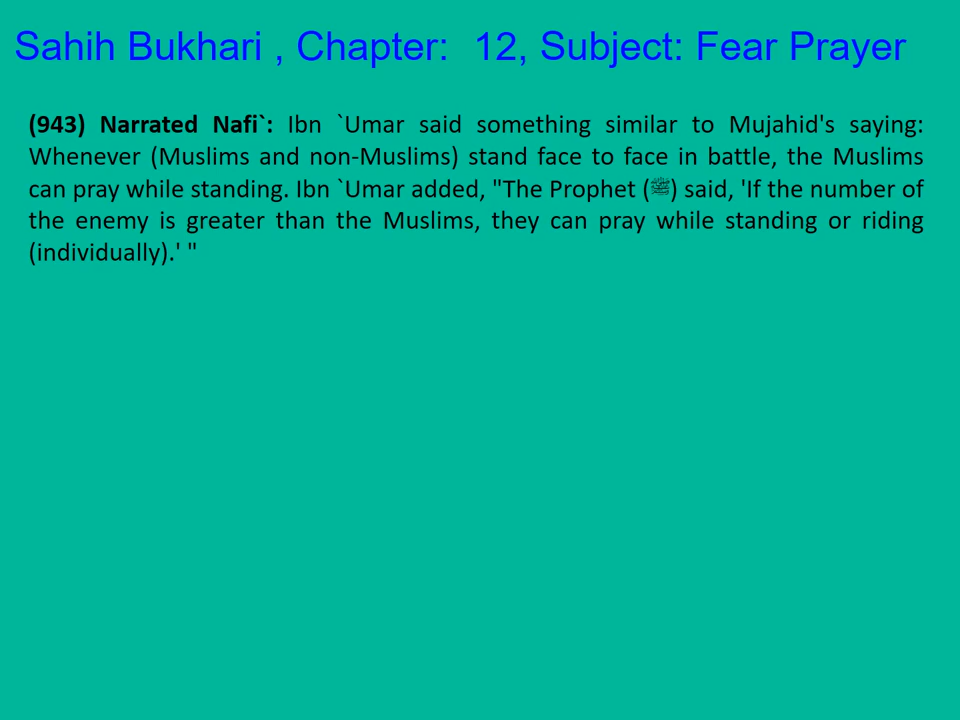 Sahih Bukhari , Chapter:  12, Subject: Fear Prayer
(943) Narrated Nafi`: Ibn `Umar said something similar to Mujahid's saying:
Whenever (Muslims and non-Muslims) stand face to face in battle, the Muslims
can pray while standing. Ibn `Umar added, "The Prophet (ﷺ) said, 'If the number of
the enemy is greater than the Muslims, they can pray while standing or riding
(individually).' "